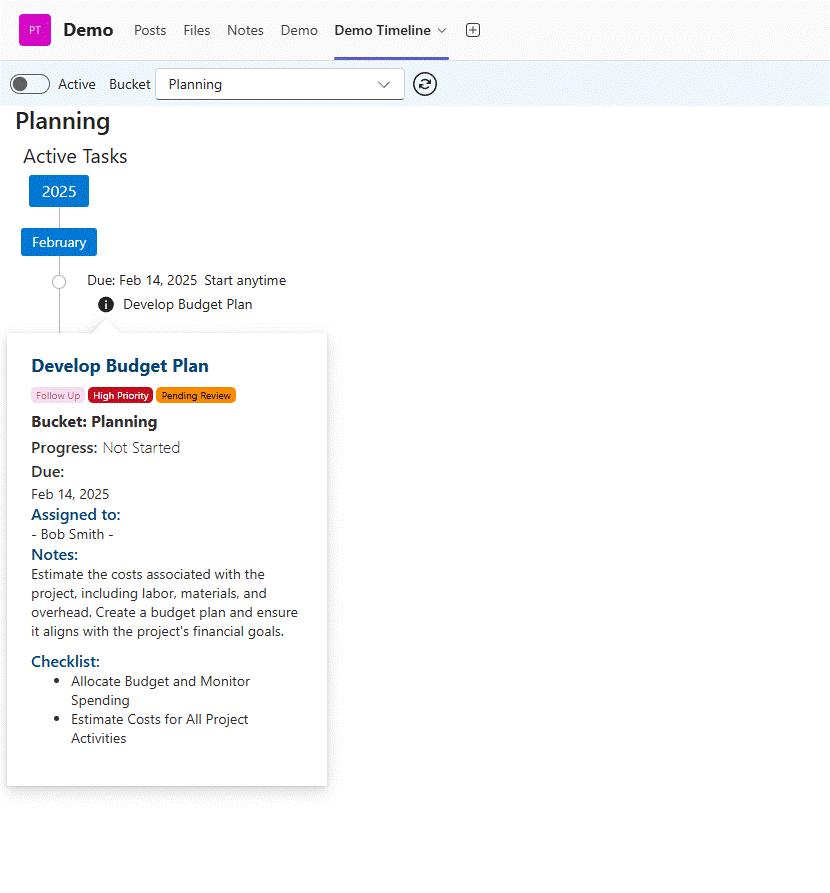 PT Demo Posts Files Notes Demo Demo Timeline
Active Bucket Planning
Planning
Active Tasks
2025
February
Due: Feb 14, 2025 Start anytime
Develop Budget Plan
Develop Budget Plan
Follow Up High Priority Pending Review
Bucket: Planning
Progress: Not Started
Due:
Feb 14, 2025
Assigned to:
- Bob Smith -
Notes:
Estimate the costs associated with the
project, including labor, materials, and
overhead. Create a budget plan and ensure
it aligns with the project's financial goals.
Checklist:
• Allocate Budget and Monitor
Spending
• Estimate Costs for All Project
Activities